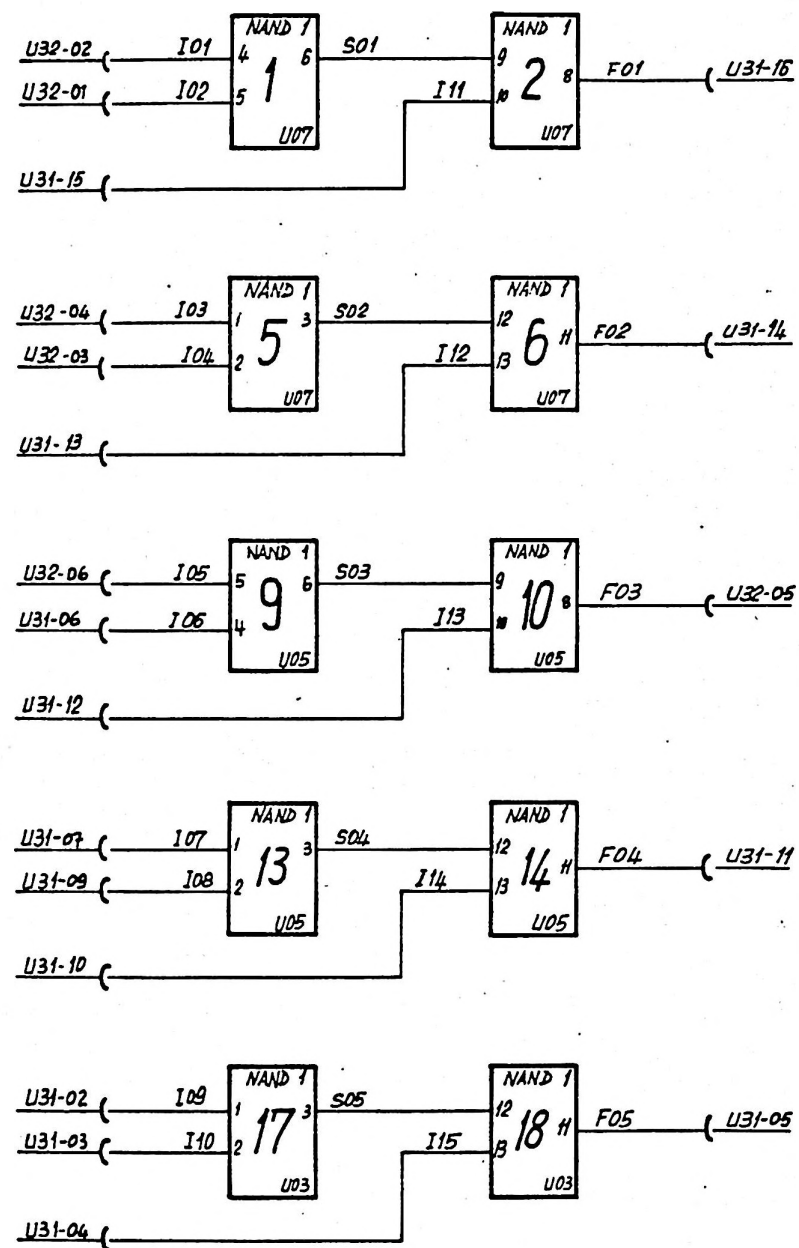 NAND 1 NAND 1
U32-02 I01 4 6 S01 9
1 2 8 F01 U31-16
U32-01 I02 5 I11 10
U07 U07
U31-15
NAND 1 NAND 1
U32-04 I03 1 3 S02 12
5 6 11 F02 U31-14
U32-03 I04 2 I12 13
U07 U07
U31-13
NAND 1 NAND 1
U32-06 I05 5 6 S03 9
9 10 8 F03 U32-05
U31-06 I06 4 I13 10
U05 U05
U31-12
NAND 1 NAND 1
U31-07 I07 1 3 S04 12
13 14 11 F04 U31-11
U31-09 I08 2 I14 13
U05 U05
U31-10
NAND 1 NAND 1
U31-02 I09 1 3 S05 12
17 18 11 F05 U31-05
U31-03 I10 2 I15 13
U03 U03
U31-04